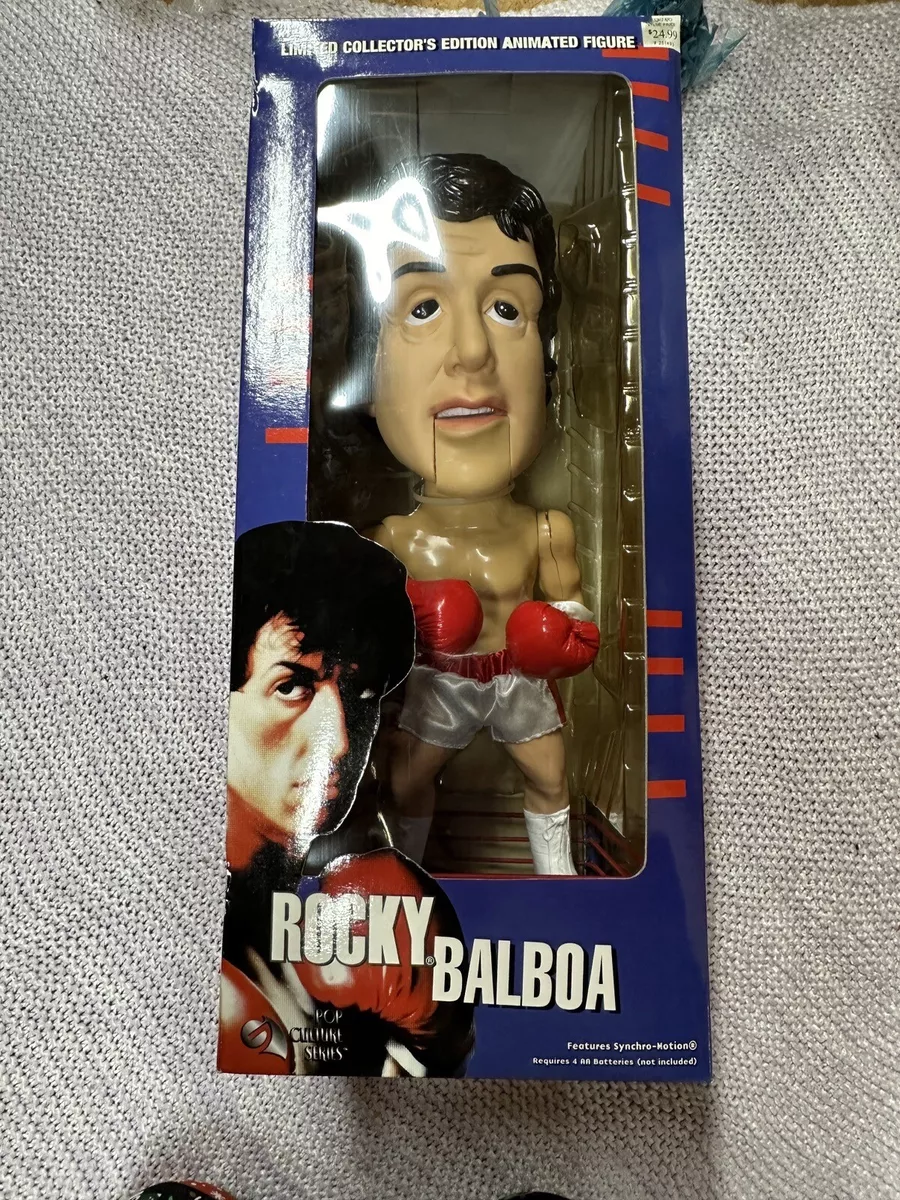 LIMITED COLLECTOR'S EDITION ANIMATED FIGURE
$24.99
ROCKY®
BALBOA
POP
CULTURE
SERIES™
Features Synchro-Motion®
Requires 4 AA Batteries (not included)